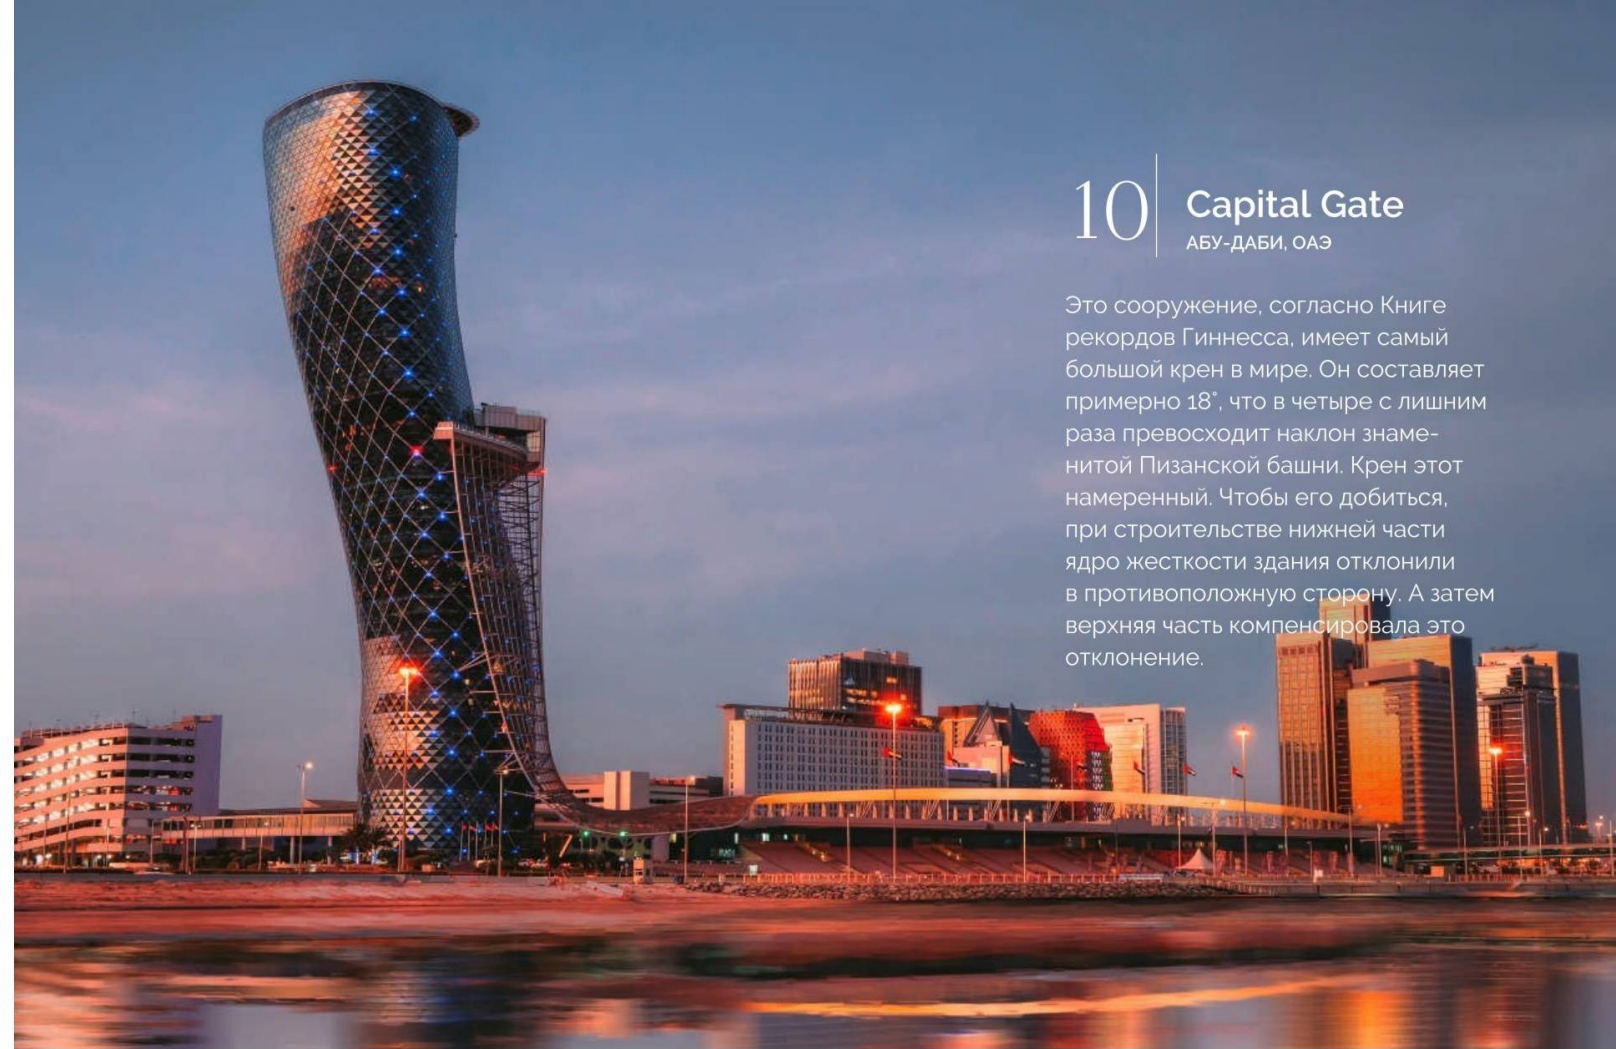 10
Capital Gate
АБУ-ДАБИ, ОАЭ
Это сооружение, согласно Книге
рекордов Гиннесса, имеет самый
большой крен в мире. Он составляет
примерно 18°, что в четыре с лишним
раза превосходит наклон знаме-
нитой Пизанской башни. Крен этот
намеренный. Чтобы его добиться,
при строительстве нижней части
ядро жесткости здания отклонили
в противоположную сторону. А затем
верхняя часть компенсировала это
отклонение.